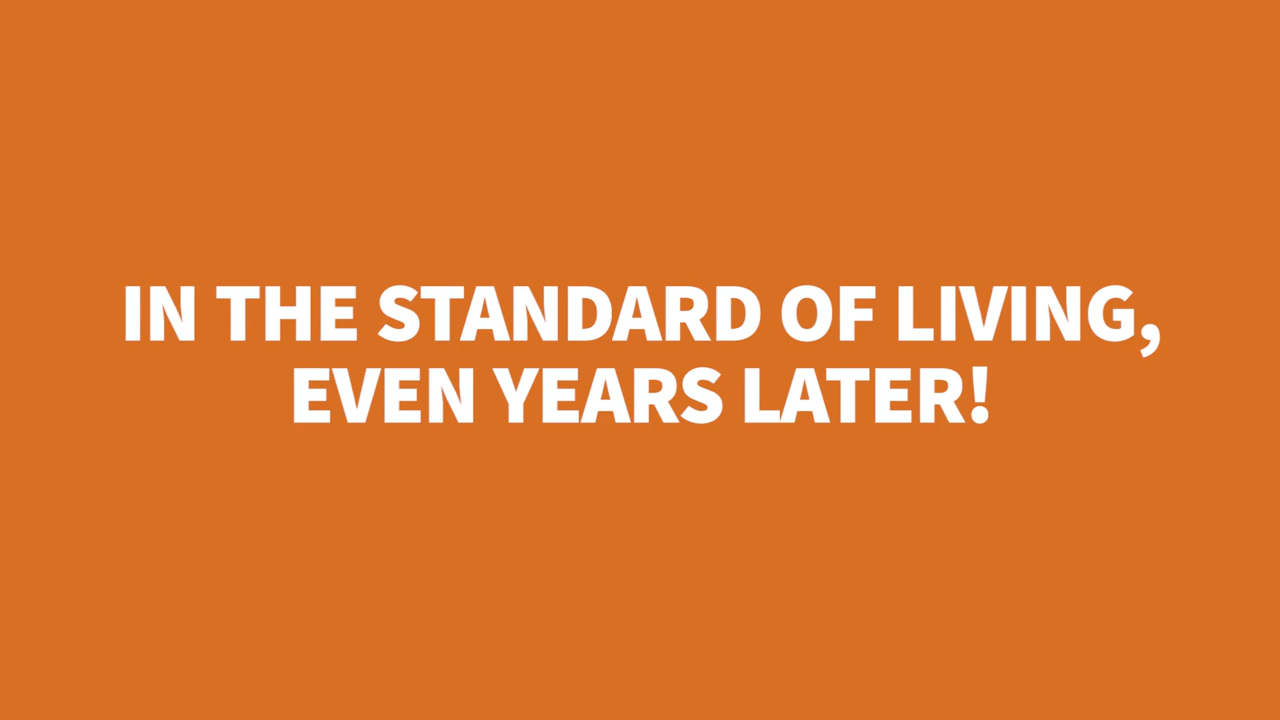 IN THE STANDARD OF LIVING,
EVEN YEARS LATER!